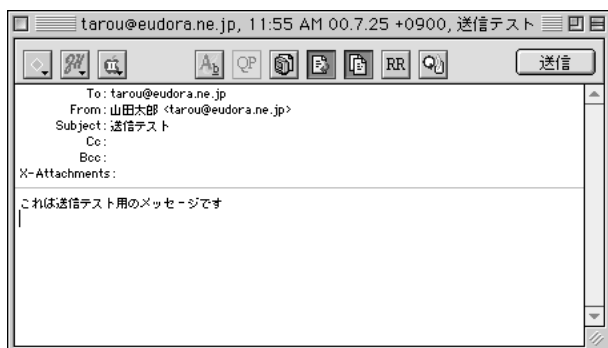 tarou@eudora.ne.jp, 11:55 AM 00.7.25 +0900, 送信テスト
QP RR 送信
To: tarou@eudora.ne.jp
From: 山田太郎 <tarou@eudora.ne.jp>
Subject: 送信テスト
Cc:
Bcc:
X-Attachments:
これは送信テスト用のメッセージです